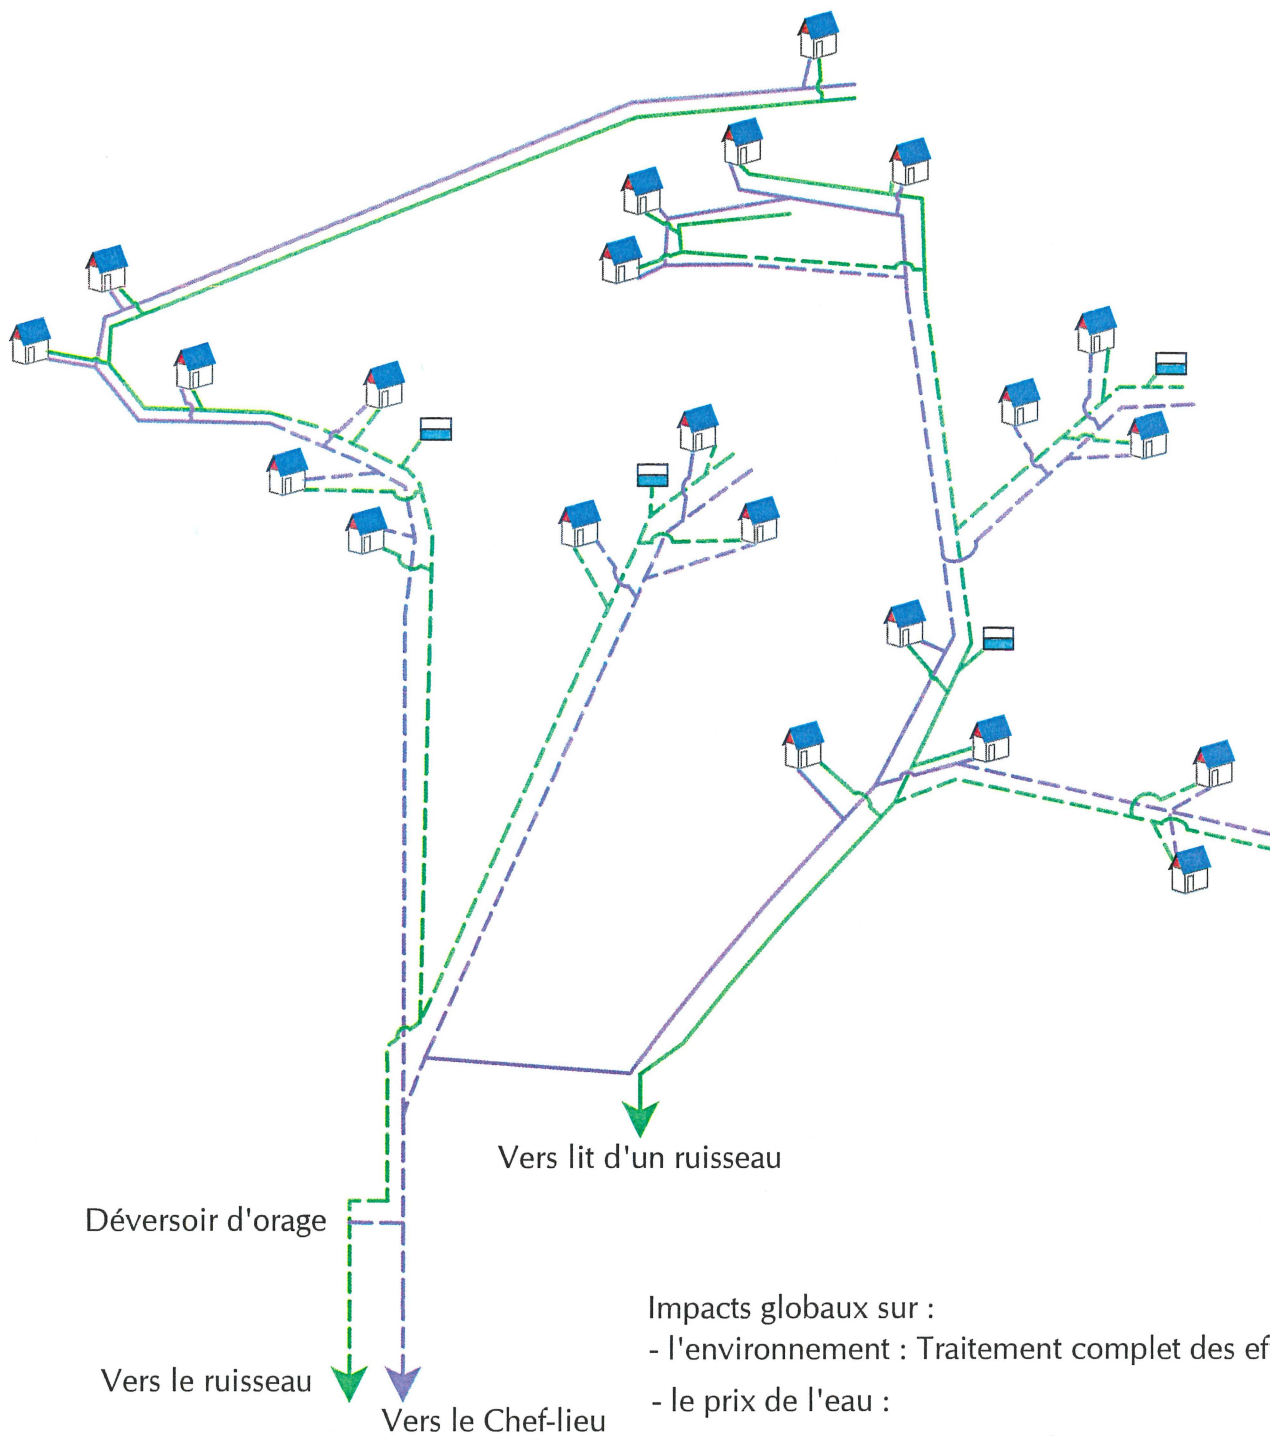 Vers lit d'un ruisseau
Déversoir d'orage
Impacts globaux sur :
- l'environnement : Traitement complet des ef
Vers le ruisseau
- le prix de l'eau :
Vers le Chef-lieu